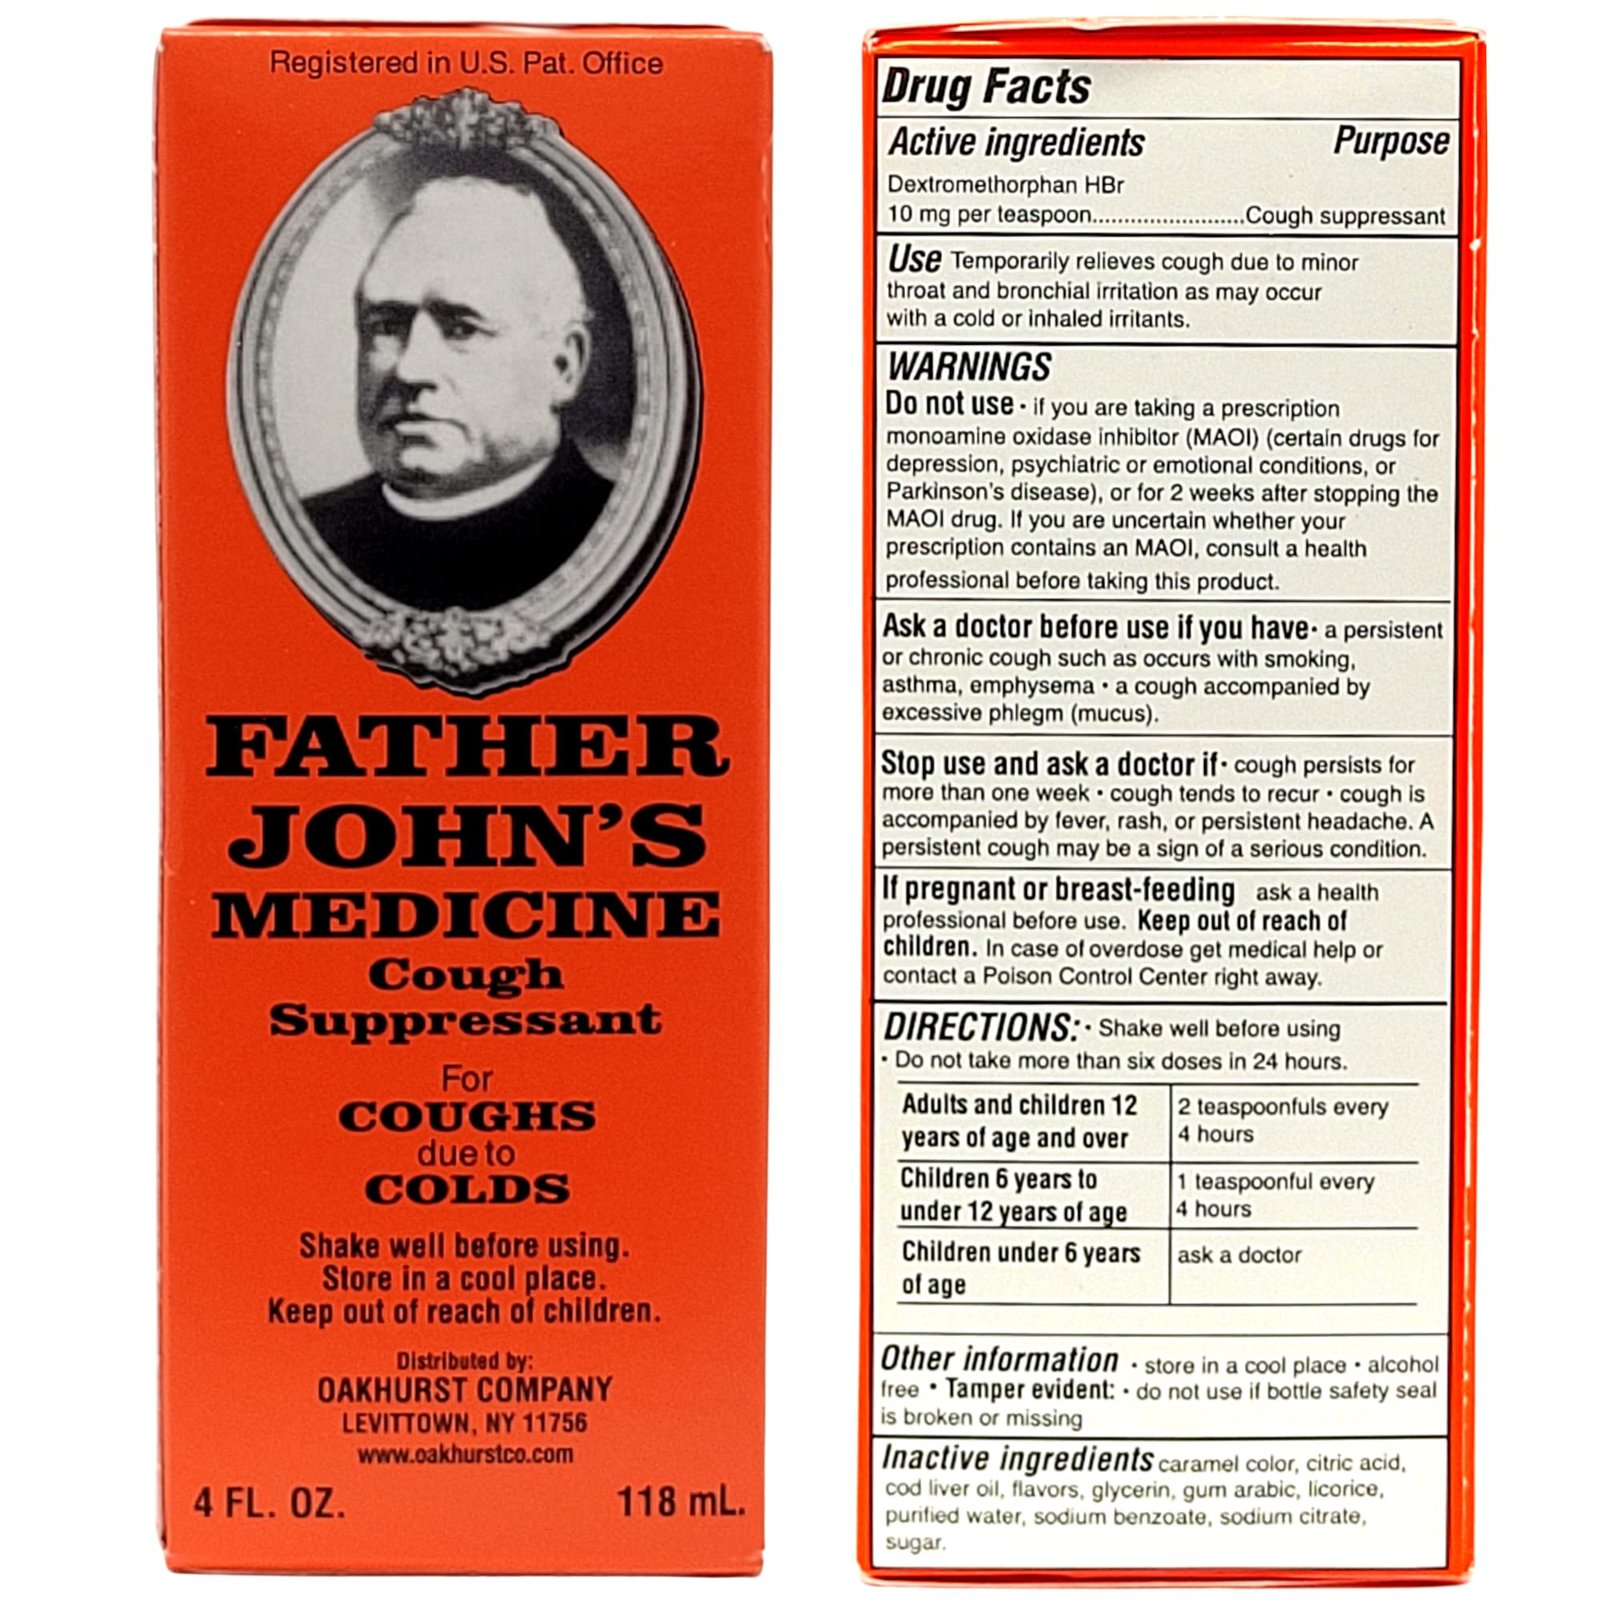 Registered in U.S. Pat. Office
FATHER
JOHN'S
MEDICINE
Cough
Suppressant
For
COUGHS
due to
COLDS
Shake well before using.
Store in a cool place.
Keep out of reach of children.
Distributed by:
OAKHURST COMPANY
LEVITTOWN, NY 11756
www.oakhurstco.com
4 FL. OZ. 118 mL.
Drug Facts
Active ingredients Purpose
Dextromethorphan HBr
10 mg per teaspoon........................Cough suppressant
Use Temporarily relieves cough due to minor
throat and bronchial irritation as may occur
with a cold or inhaled irritants.
WARNINGS
Do not use • if you are taking a prescription
monoamine oxidase inhibitor (MAOI) (certain drugs for
depression, psychiatric or emotional conditions, or
Parkinson's disease), or for 2 weeks after stopping the
MAOI drug. If you are uncertain whether your
prescription contains an MAOI, consult a health
professional before taking this product.
Ask a doctor before use if you have• a persistent
or chronic cough such as occurs with smoking,
asthma, emphysema • a cough accompanied by
excessive phlegm (mucus).
Stop use and ask a doctor if• cough persists for
more than one week • cough tends to recur • cough is
accompanied by fever, rash, or persistent headache. A
persistent cough may be a sign of a serious condition.
If pregnant or breast-feeding ask a health
professional before use. Keep out of reach of
children. In case of overdose get medical help or
contact a Poison Control Center right away.
DIRECTIONS: • Shake well before using
• Do not take more than six doses in 24 hours.
Adults and children 12 2 teaspoonfuls every
years of age and over 4 hours
Children 6 years to 1 teaspoonful every
under 12 years of age 4 hours
Children under 6 years ask a doctor
of age
Other information • store in a cool place • alcohol
free • Tamper evident: • do not use if bottle safety seal
is broken or missing
Inactive ingredients caramel color, citric acid,
cod liver oil, flavors, glycerin, gum arabic, licorice,
purified water, sodium benzoate, sodium citrate,
sugar.